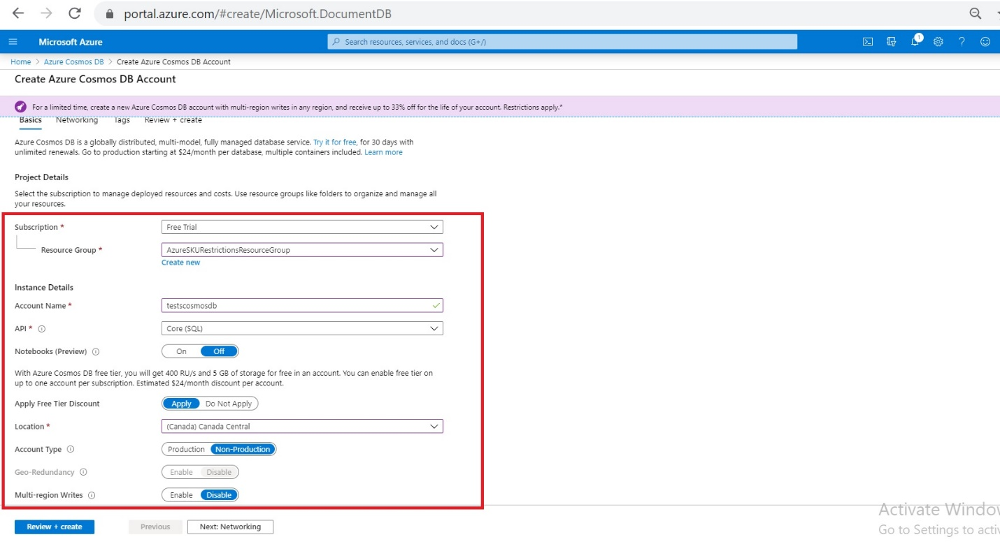 portal.azure.com/#create/Microsoft.DocumentDB
Microsoft Azure
Search resources, services, and docs (G+/)
1
Home > Azure Cosmos DB > Create Azure Cosmos DB Account
Create Azure Cosmos DB Account
For a limited time, create a new Azure Cosmos DB account with multi-region writes in any region, and receive up to 33% off for the life of your account. Restrictions apply.*
Basics Networking Tags Review + create
Azure Cosmos DB is a globally distributed, multi-model, fully managed database service. Try it for free, for 30 days with
unlimited renewals. Go to production starting at $24/month per database, multiple containers included. Learn more
Project Details
Select the subscription to manage deployed resources and costs. Use resource groups like folders to organize and manage all
your resources.
Subscription * Free Trial
Resource Group * AzureSKURestrictionsResourceGroup
Create new
Instance Details
Account Name * testscosmosdb
API * Core (SQL)
Notebooks (Preview) On Off
With Azure Cosmos DB free tier, you will get 400 RU/s and 5 GB of storage for free in an account. You can enable free tier on
up to one account per subscription. Estimated $24/month discount per account.
Apply Free Tier Discount Apply Do Not Apply
Location * (Canada) Canada Central
Account Type Production Non-Production
Geo-Redundancy Enable Disable
Multi-region Writes Enable Disable
Review + create Previous Next: Networking
Activate Window
Go to Settings to activ